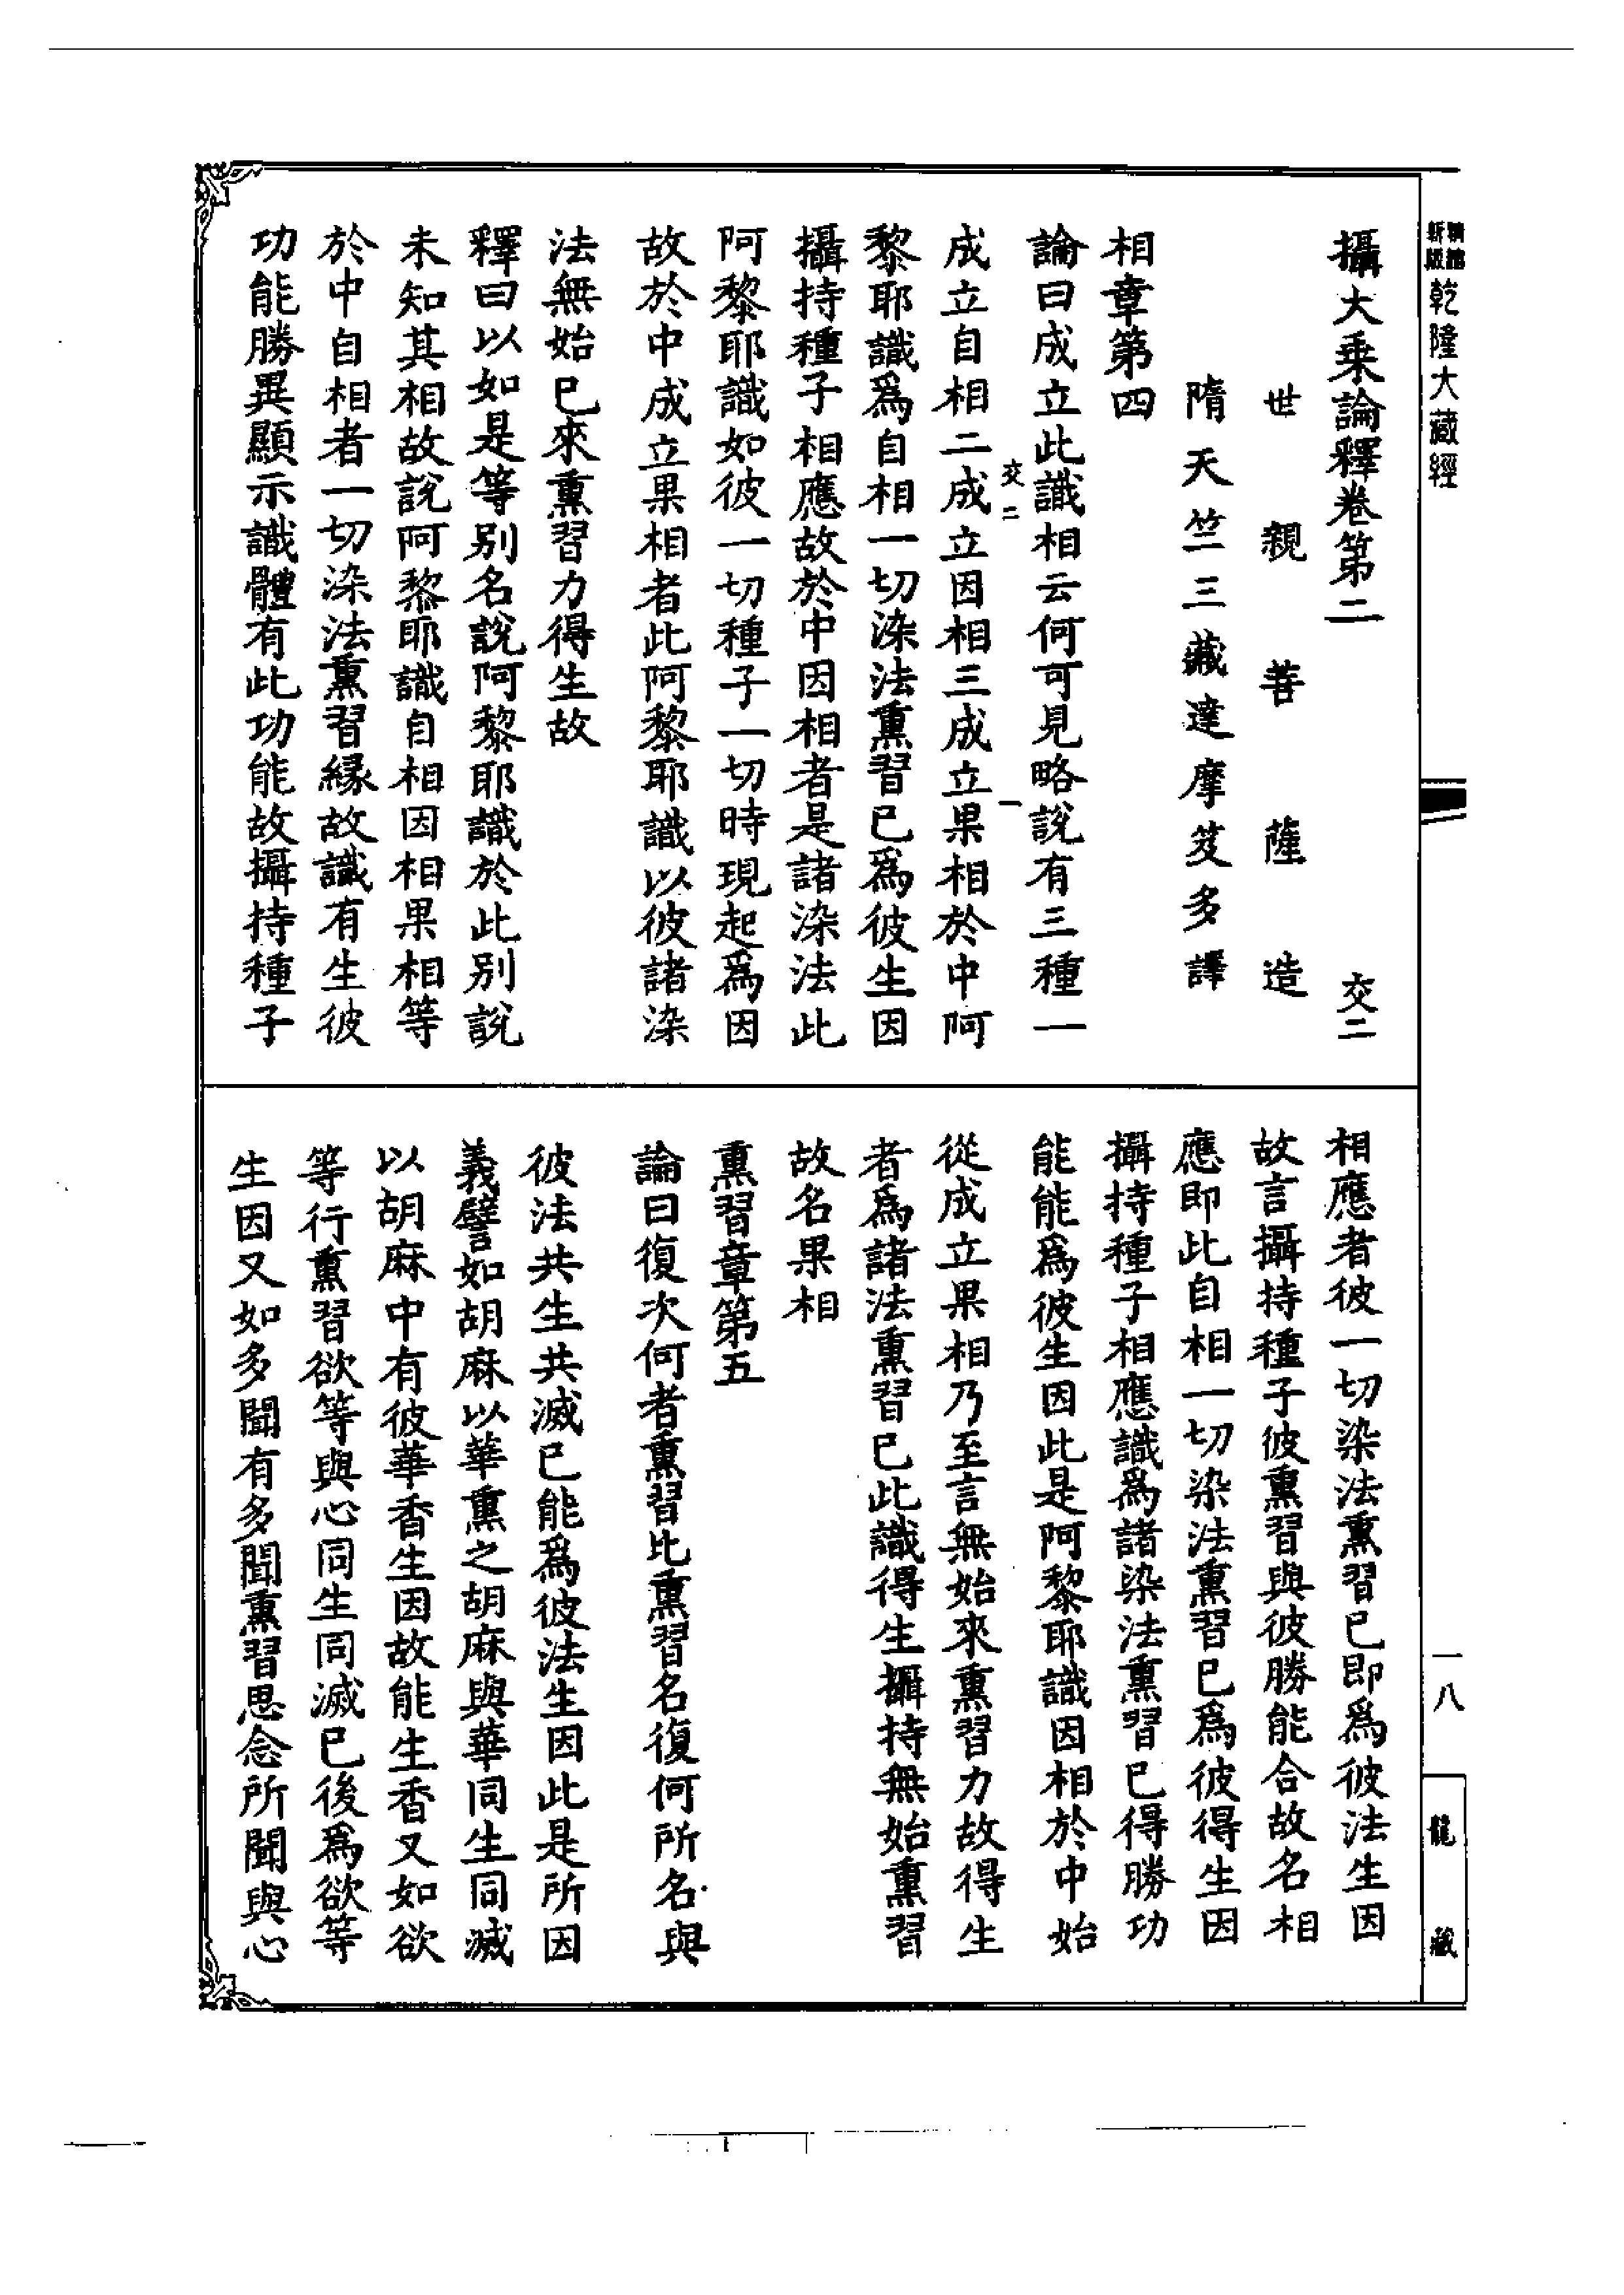 新版
精縮
乾隆大藏經
一八
龍藏
攝大乘論釋卷第二 交二
世親菩薩造
隋天竺三藏達摩笈多譯
相章第四
論曰成立此識相云何可見略說有三種一
交二 一
成立自相二成立因相三成立果相於中阿
黎耶識爲自相一切染法熏習已爲彼生因
攝持種子相應故於中因相者是諸染法此
阿黎耶識如彼一切種子一切時現起爲因
故於中成立果相者此阿黎耶識以彼諸染
法無始已來熏習力得生故
釋曰以如是等別名說阿黎耶識於此別說
未知其相故說阿黎耶識自相因相果相等
於中自相者一切染法熏習緣故識有生彼
功能勝異顯示識體有此功能故攝持種子
相應者彼一切染法熏習已即爲彼法生因
故言攝持種子彼熏習與彼勝能合故名相
應即此自相一切染法熏習已爲彼得生因
攝持種子相應識爲諸染法熏習已得勝功
能能爲彼生因此是阿黎耶識因相於中始
從成立果相乃至言無始來熏習力故得生
者爲諸法熏習已此識得生攝持無始熏習
故名果相
熏習章第五
論曰復次何者熏習比熏習名復何所名與
彼法共生共滅已能爲彼法生因此是所因
義譬如胡麻以華熏之胡麻與華同生同滅
以胡麻中有彼華香生因故能生香又如欲
等行熏習欲等與心同生同滅已後爲欲等
生因又如多聞有多聞熏習思念所聞與心